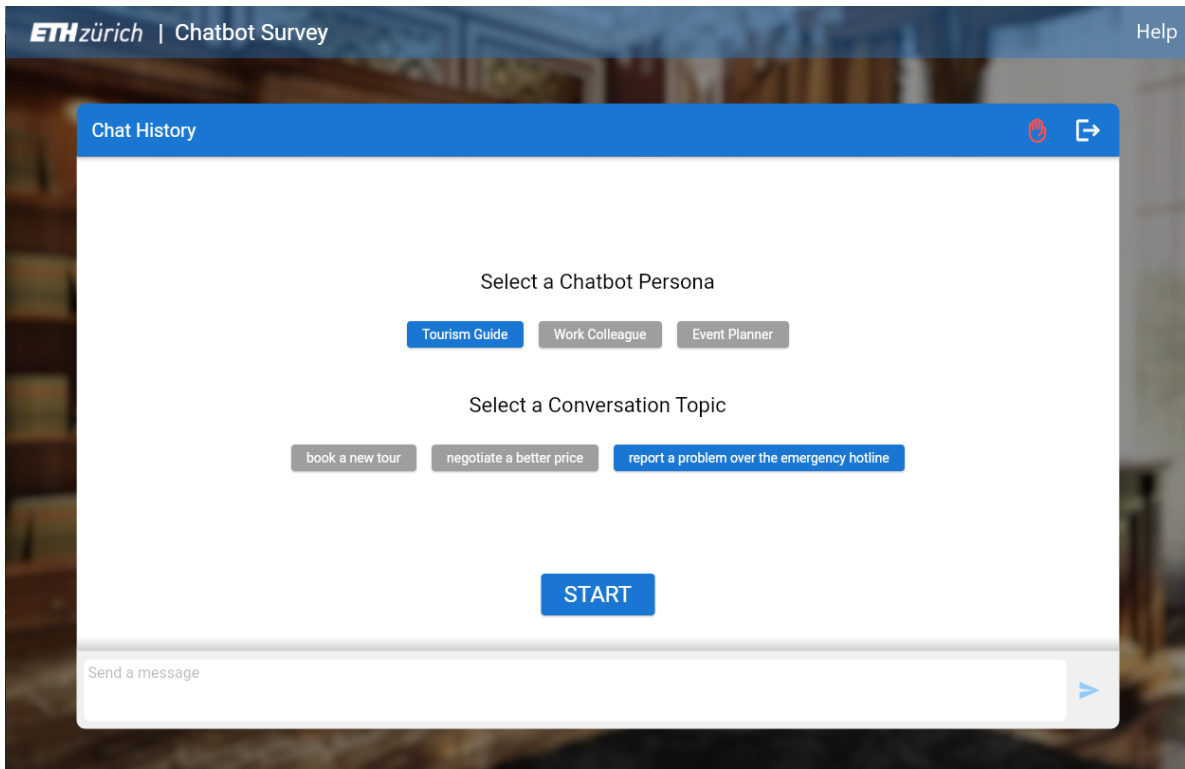 ETH zürich | Chatbot Survey Help
Chat History
Select a Chatbot Persona
Tourism Guide Work Colleague Event Planner
Select a Conversation Topic
book a new tour negotiate a better price report a problem over the emergency hotline
START
Send a message